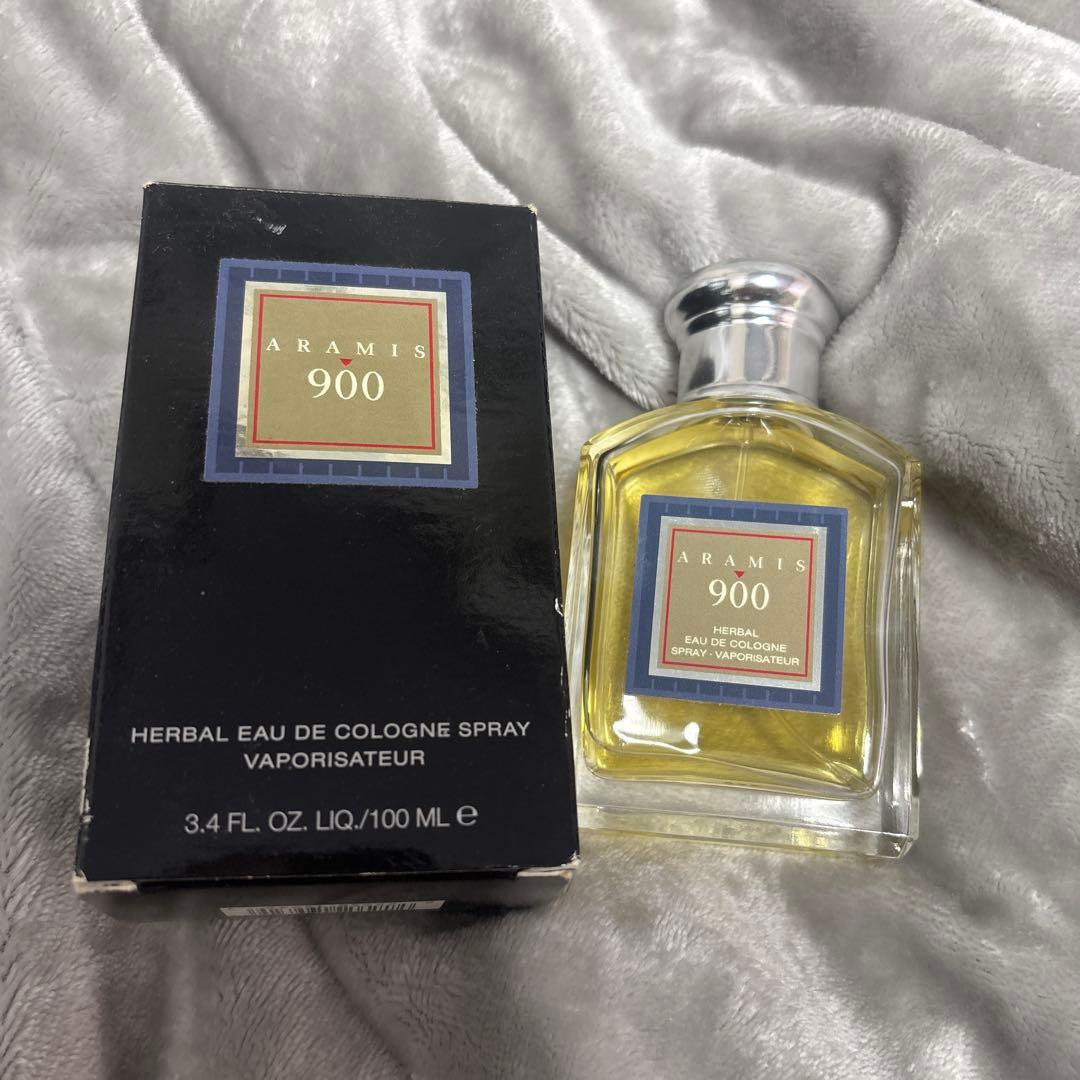 ARAMIS
900
HERBAL EAU DE COLOGNE SPRAY
VAPORISATEUR
3.4 FL. OZ. LIQ./100 ML ℮
ARAMIS
900
HERBAL
EAU DE COLOGNE
SPRAY · VAPORISATEUR